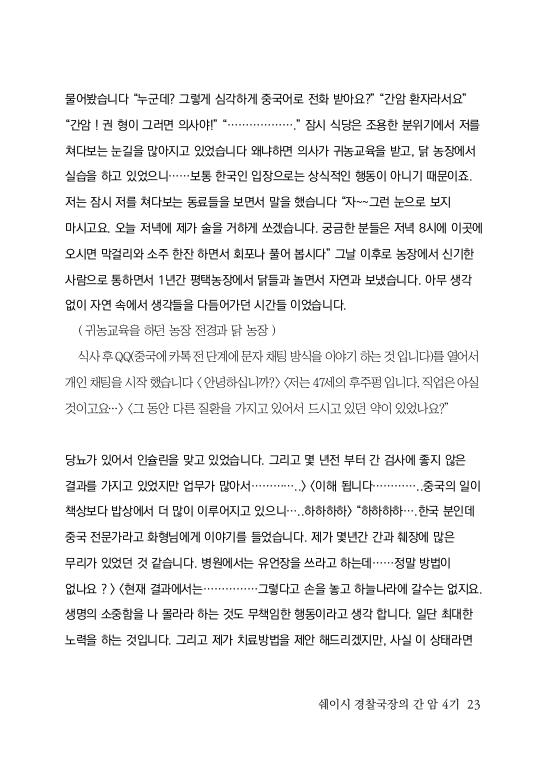 물어봤습니다 “누군데? 그렇게 심각하게 중국어로 전화 받아요?” “간암 환자라서요”
“간암 ! 권 형이 그러면 의사야!” “………………..” 잠시 식당은 조용한 분위기에서 저를
쳐다보는 눈길을 많아지고 있었습니다 왜냐하면 의사가 귀농교육을 받고, 닭 농장에서
실습을 하고 있었으니……보통 한국인 입장으로는 상식적인 행동이 아니기 때문이죠.
저는 잠시 저를 쳐다보는 동료들을 보면서 말을 했습니다 “자~~그런 눈으로 보지
마시고요. 오늘 저녁에 제가 술을 거하게 쏘겠습니다. 궁금한 분들은 저녁 8시에 이곳에
오시면 막걸리와 소주 한잔 하면서 회포나 풀어 봅시다” 그날 이후로 농장에서 신기한
사람으로 통하면서 1년간 평택농장에서 닭들과 놀면서 자연과 보냈습니다. 아무 생각
없이 자연 속에서 생각들을 다듬어가던 시간들 이었습니다.
( 귀농교육을 하던 농장 전경과 닭 농장 )
식사 후 QQ(중국에 카톡 전 단계에 문자 채팅 방식을 이야기 하는 것 입니다)를 열어서
개인 채팅을 시작 했습니다 〈 안녕하십니까?〉 〈저는 47세의 후주핑 입니다. 직업은 아실
것이고요…〉 〈그 동안 다른 질환을 가지고 있어서 드시고 있던 약이 있었나요?”
당뇨가 있어서 인슐린을 맞고 있었습니다. 그리고 몇 년전 부터 간 검사에 좋지 않은
결과를 가지고 있었지만 업무가 많아서…………..〉 〈이해 됩니다…………..중국의 일이
책상보다 밥상에서 더 많이 이루어지고 있으니….하하하하〉 “하하하하….한국 분인데
중국 전문가라고 화형님에게 이야기를 들었습니다. 제가 몇년간 간과 췌장에 많은
무리가 있었던 것 같습니다. 병원에서는 유언장을 쓰라고 하는데……정말 방법이
없나요 ? 〉 〈현재 결과에서는……………그렇다고 손을 놓고 하늘나라에 갈수는 없지요.
생명의 소중함을 나 몰라라 하는 것도 무책임한 행동이라고 생각 합니다. 일단 최대한
노력을 하는 것입니다. 그리고 제가 치료방법을 제안 해드리겠지만, 사실 이 상태라면
쉐이시 경찰국장의 간 암 4기 23